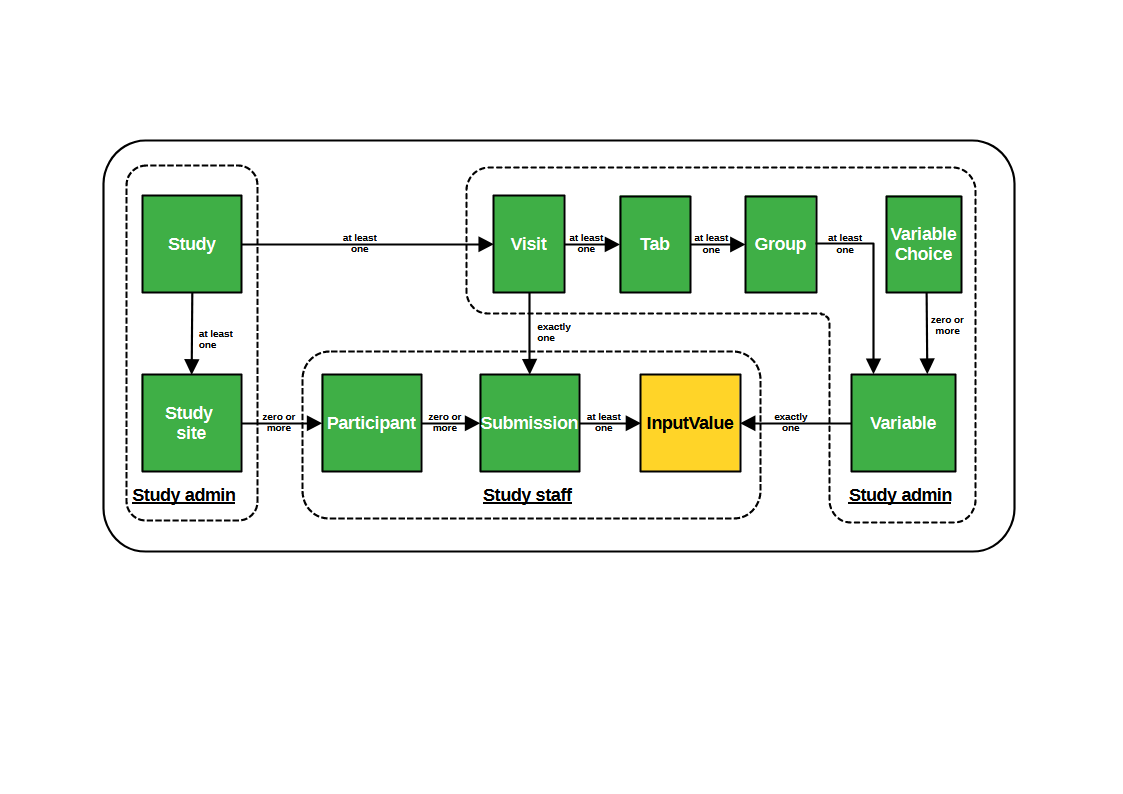 Study
at least
one
Visit
at least
one
Tab
at least
one
Group
at least
one
Variable
Choice
at least
one
exactly
one
zero or
more
Study
site
zero or
more
Participant
zero or
more
Submission
at least
one
InputValue
exactly
one
Variable
Study admin
Study staff
Study admin